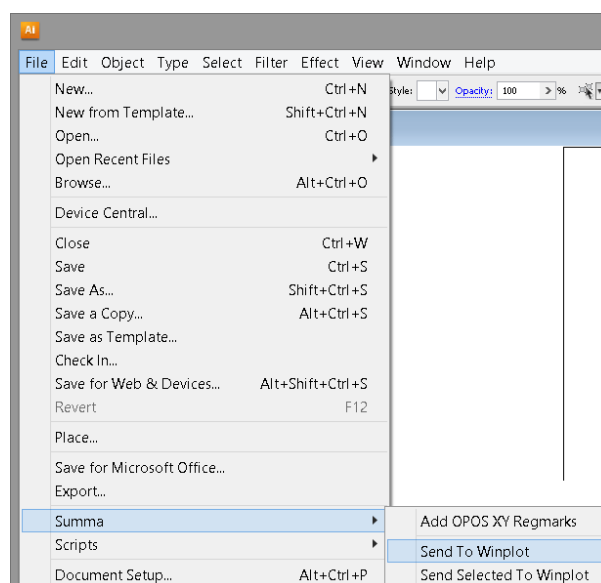 Ai
File Edit Object Type Select Filter Effect View Window Help
Style: Opacity: 100 %
New... Ctrl+N
New from Template... Shift+Ctrl+N
Open... Ctrl+O
Open Recent Files
Browse... Alt+Ctrl+O
Device Central...
Close Ctrl+W
Save Ctrl+S
Save As... Shift+Ctrl+S
Save a Copy... Alt+Ctrl+S
Save as Template...
Check In...
Save for Web & Devices... Alt+Shift+Ctrl+S
Revert F12
Place...
Save for Microsoft Office...
Export...
Summa Add OPOS XY Regmarks
Scripts
Send To Winplot
Document Setup... Alt+Ctrl+P Send Selected To Winplot